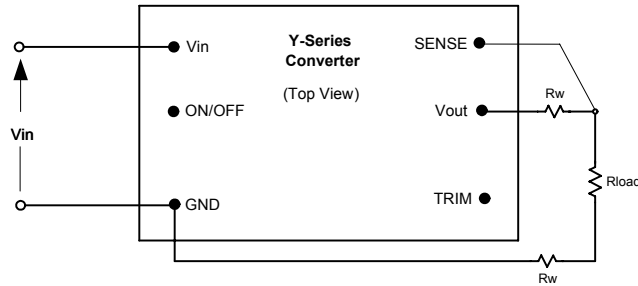 Y-Series
Converter
(Top View)
Vin
SENSE
ON/OFF
Vout
Rw
Vin
Rload
GND
TRIM
Rw